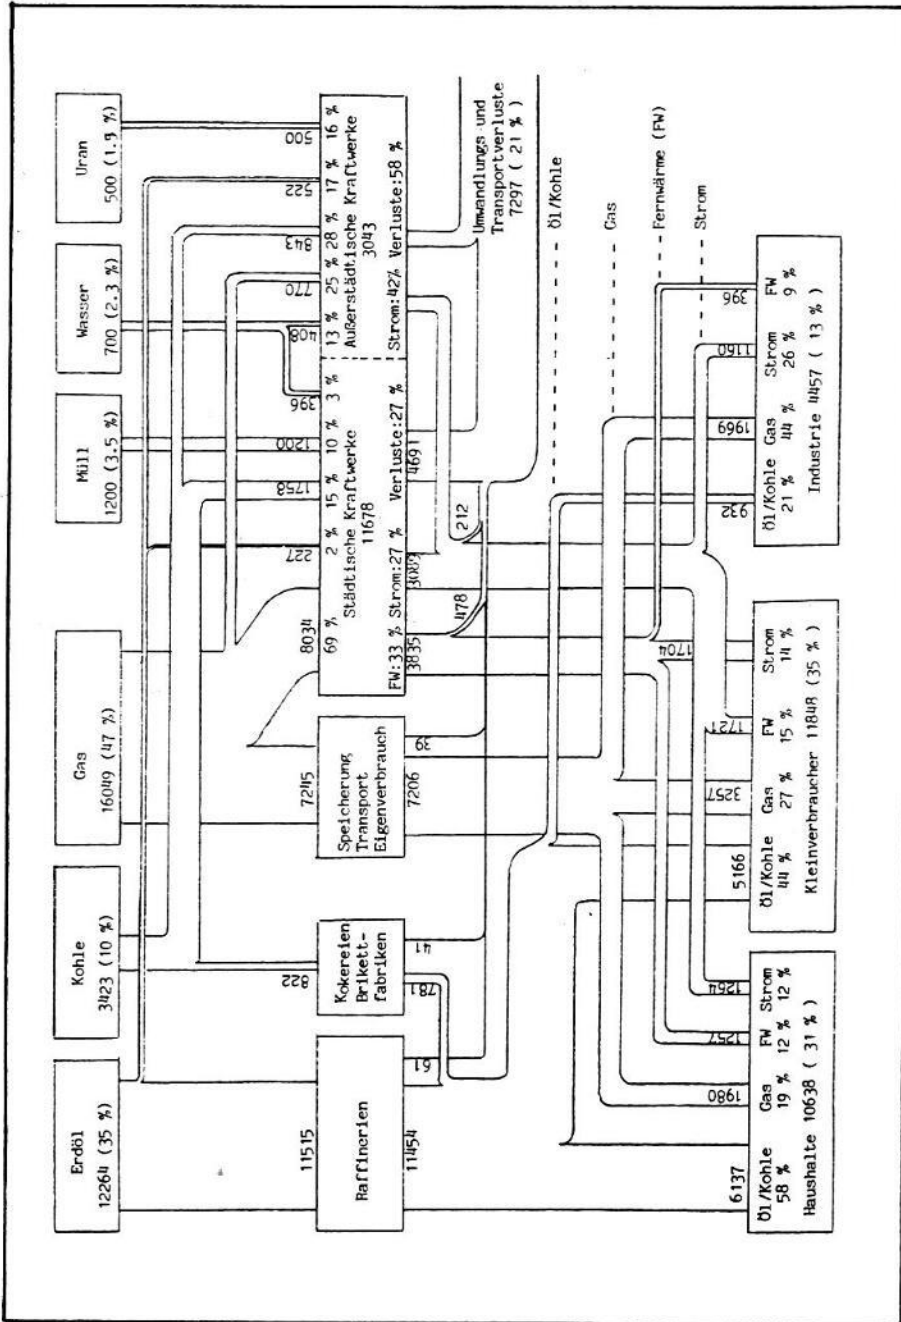 Erdöl
12264 (35 %)
Kohle
3423 (10 %)
Gas
16049 (47 %)
Müll
1200 (3.5 %)
Wasser
700 (2.3 %)
Uran
500 (1.5 %)
11515
822
7245
8034
227
1758
1200
396
408
770
843
522
500
Raffinerien
Kokereien
Brikett-
fabriken
Speicherung,
Transport
Eigenverbrauch
69 %
2 %
15 %
10 %
3 %
Städtische Kraftwerke
11678
FW:33 %
Strom:27 %
Verluste:27 %
13 %
25 %
28 %
17 %
16 %
Außerstädtische Kraftwerke
3043
Strom:42%
Verluste:58 %
11454
61
781
41
7206
39
3835
3089
4691
478
212
Umwandlungs- und
Transportverluste
7297 ( 21 %)
Öl/Kohle
Gas
Fernwärme (FW)
Strom
6137
1980
1257
1264
Öl/Kohle
58 %
Gas
19 %
FW
12 %
Strom
12 %
Haushalte 10638 ( 31 %)
5166
3257
1721
1704
Öl/Kohle
44 %
Gas
27 %
FW
15 %
Strom
14 %
Kleinverbraucher 11848 (35 %)
932
1969
1160
396
Öl/Kohle
21 %
Gas
44 %
Strom
26 %
FW
9 %
Industrie 4457 ( 13 %)